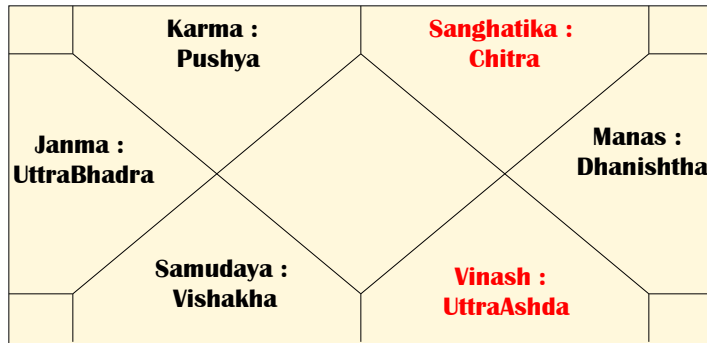 Karma :
Pushya
Sanghatika :
Chitra
Janma :
UttraBhadra
Manas :
Dhanishtha
Samudaya :
Vishakha
Vinash :
UttraAshda